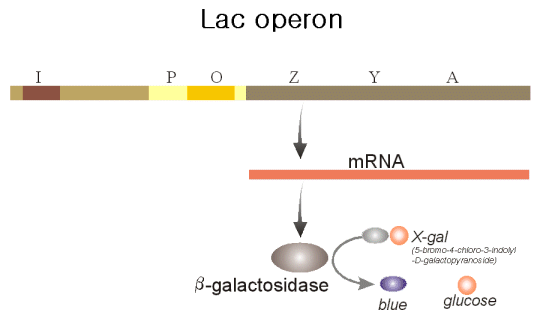 Lac operon
I P O Z Y A
mRNA
X-gal
(5-bromo-4-chloro-3-indolyl
-D-galactopyranoside)
β-galactosidase
blue
glucose